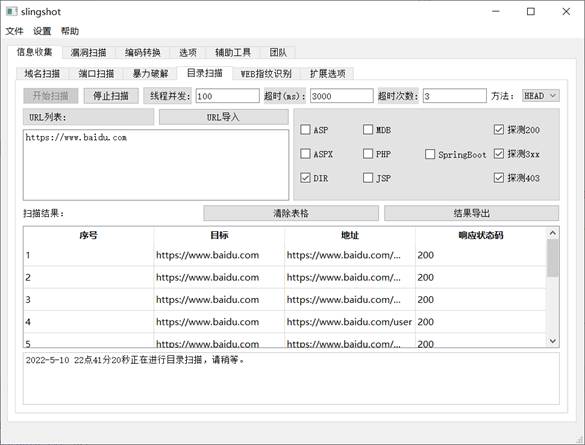 slingshot
文件 设置 帮助
信息收集 漏洞扫描 编码转换 选项 辅助工具 团队
域名扫描 端口扫描 暴力破解 目录扫描 WEB指纹识别 扩展选项
开始扫描 停止扫描 线程并发: 100 超时(ms): 3000 超时次数: 3 方法: HEAD
URL列表: URL导入
https://www.baidu.com
ASP MDB 探测200
ASPX PHP SpringBoot 探测3xx
DIR JSP 探测403
扫描结果: 清除表格 结果导出
序号 目标 地址 响应状态码
1 https://www.baidu.com https://www.baidu.com/... 200
2 https://www.baidu.com https://www.baidu.com/... 200
3 https://www.baidu.com https://www.baidu.com/... 200
4 https://www.baidu.com https://www.baidu.com/user 200
5 https://www.baidu.com https://www.baidu.com/... 200
2022-5-10 22点41分20秒正在进行目录扫描，请稍等。